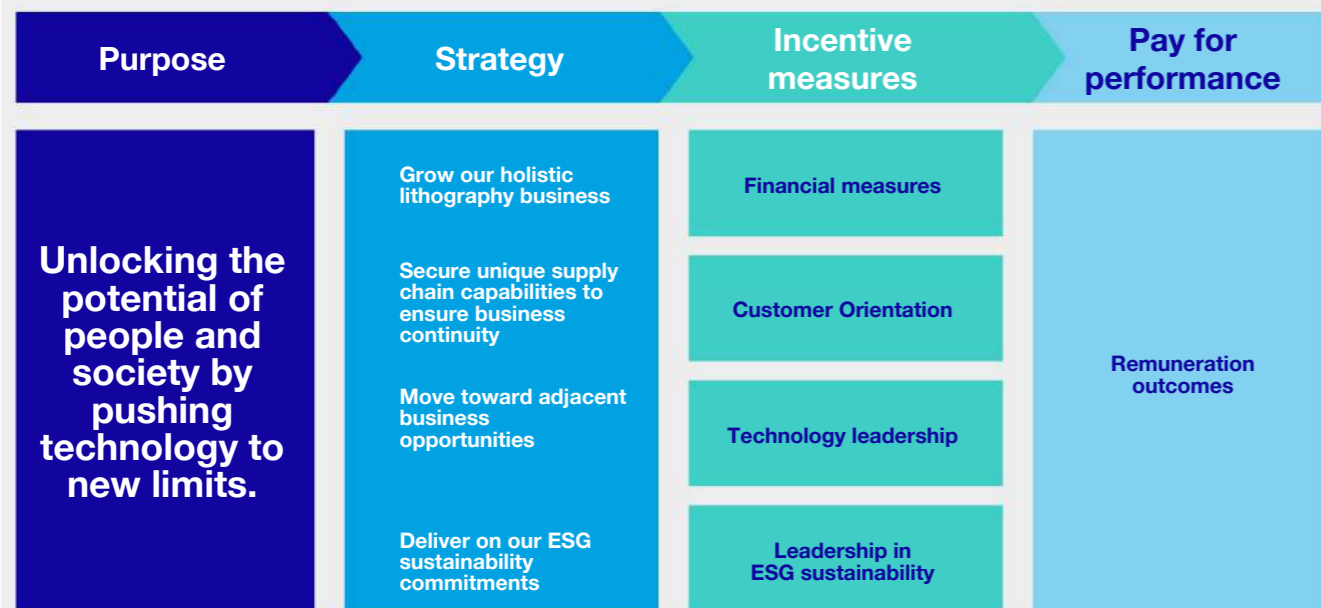 Purpose
Strategy
Incentive
measures
Pay for
performance
Unlocking the
potential of
people and
society by
pushing
technology to
new limits.
Grow our holistic
lithography business
Secure unique supply
chain capabilities to
ensure business
continuity
Move toward adjacent
business
opportunities
Deliver on our ESG
sustainability
commitments
Financial measures
Customer Orientation
Technology leadership
Leadership in
ESG sustainability
Remuneration
outcomes